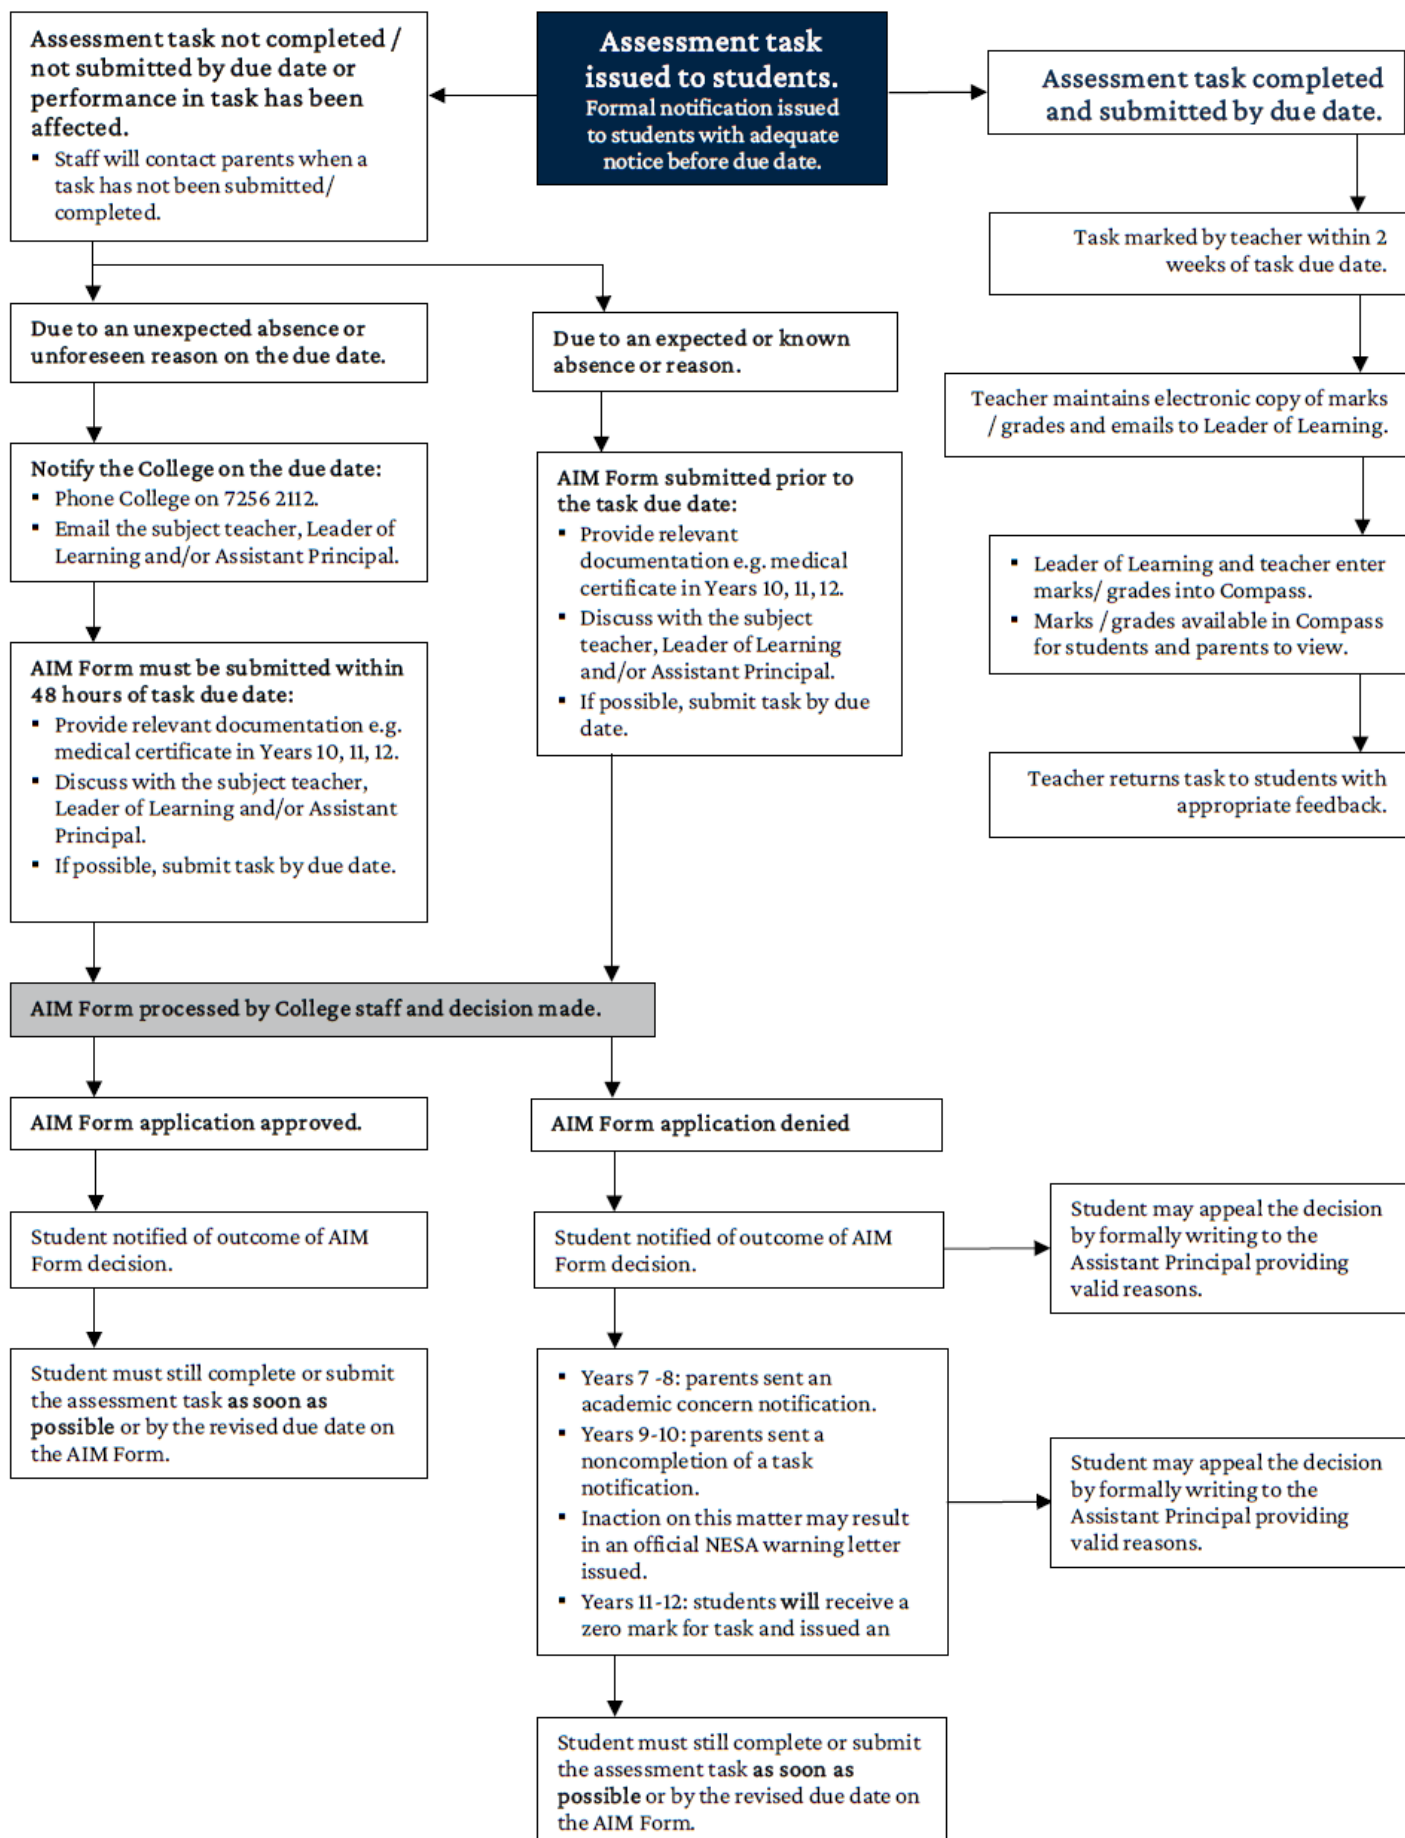 Assessment task not completed /
not submitted by due date or
performance in task has been
affected.
▪ Staff will contact parents when a
task has not been submitted/
completed.
Assessment task
issued to students.
Formal notification issued
to students with adequate
notice before due date.
Assessment task completed
and submitted by due date.
Task marked by teacher within 2
weeks of task due date.
Teacher maintains electronic copy of marks
/ grades and emails to Leader of Learning.
▪ Leader of Learning and teacher enter
marks/ grades into Compass.
▪ Marks / grades available in Compass
for students and parents to view.
Teacher returns task to students with
appropriate feedback.
Due to an unexpected absence or
unforeseen reason on the due date.
Notify the College on the due date:
▪ Phone College on 7256 2112.
▪ Email the subject teacher, Leader of
Learning and/or Assistant Principal.
AIM Form must be submitted within
48 hours of task due date:
▪ Provide relevant documentation e.g.
medical certificate in Years 10, 11, 12.
▪ Discuss with the subject teacher,
Leader of Learning and/or Assistant
Principal.
▪ If possible, submit task by due date.
Due to an expected or known
absence or reason.
AIM Form submitted prior to
the task due date:
▪ Provide relevant
documentation e.g. medical
certificate in Years 10, 11, 12.
▪ Discuss with the subject
teacher, Leader of Learning
and/or Assistant Principal.
▪ If possible, submit task by due
date.
AIM Form processed by College staff and decision made.
AIM Form application approved.
Student notified of outcome of AIM
Form decision.
Student must still complete or submit
the assessment task as soon as
possible or by the revised due date on
the AIM Form.
AIM Form application denied
Student notified of outcome of AIM
Form decision.
Student may appeal the decision
by formally writing to the
Assistant Principal providing
valid reasons.
▪ Years 7 -8: parents sent an
academic concern notification.
▪ Years 9-10: parents sent a
noncompletion of a task
notification.
▪ Inaction on this matter may result
in an official NESA warning letter
issued.
▪ Years 11-12: students will receive a
zero mark for task and issued an
Student may appeal the decision
by formally writing to the
Assistant Principal providing
valid reasons.
Student must still complete or submit
the assessment task as soon as
possible or by the revised due date on
the AIM Form.